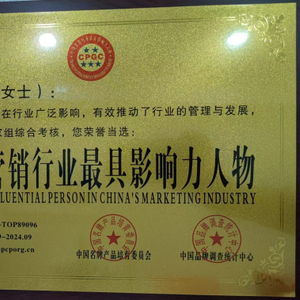 CPGC
女士）：
在行业广泛影响，有效推动了行业的管理与发展，
家组综合考核，您荣誉当选：
营销行业最具影响力人物
FLUENTIAL PERSON IN CHINA'S MARKETING INDUSTRY
-TOP89096
9-2024.09
pcporg.cn
中国名牌产品培育委员会
中国品牌调查统计中心